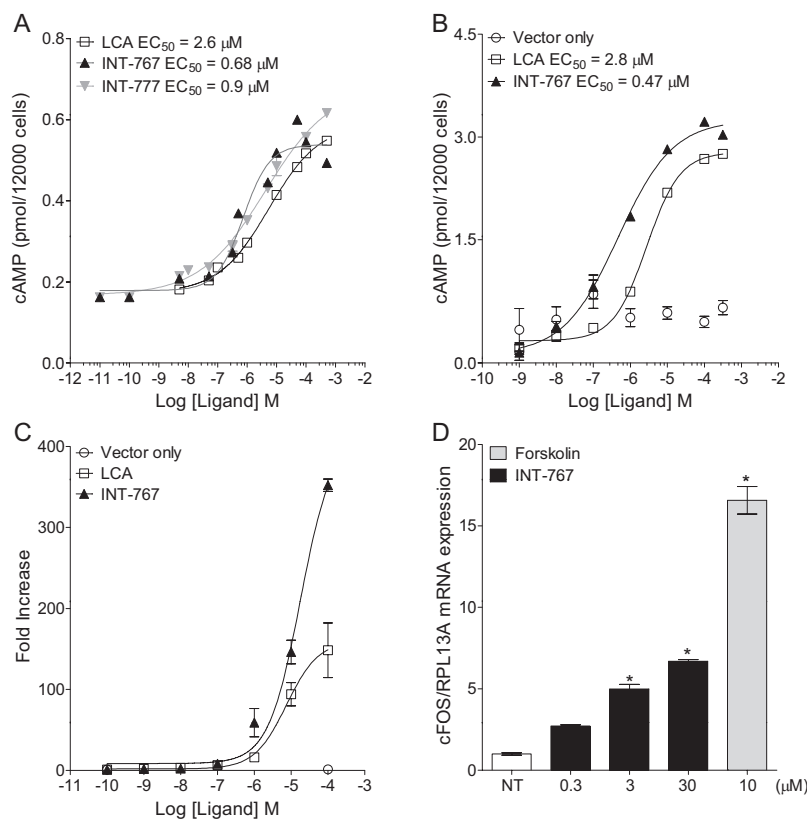 A
LCA EC50 = 2.6 μM
INT-767 EC50 = 0.68 μM
INT-777 EC50 = 0.9 μM
cAMP (pmol/12000 cells)
0.8
0.6
0.4
0.2
0.0
-12 -11 -10 -9 -8 -7 -6 -5 -4 -3 -2
Log [Ligand] M
B
Vector only
LCA EC50 = 2.8 μM
INT-767 EC50 = 0.47 μM
cAMP (pmol/12000 cells)
4.5
3.0
1.5
0.0
-10 -9 -8 -7 -6 -5 -4 -3 -2
Log [Ligand] M
C
Vector only
LCA
INT-767
Fold Increase
400
300
200
100
0
-10 -9 -8 -7 -6 -5 -4 -3
Log [Ligand] M
D
Forskolin
INT-767
cFOS/RPL13A mRNA expression
20
15
10
5
0
* * *
NT 0.3 3 30 10 (μM)